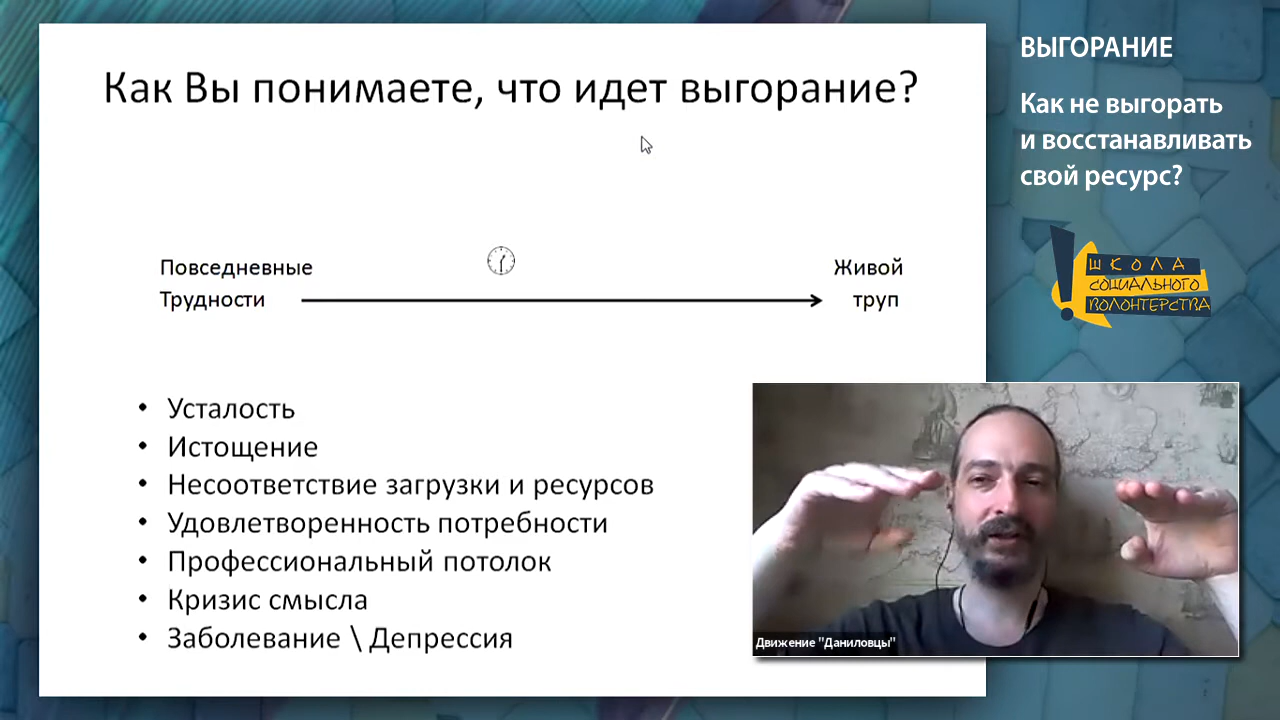 Как Вы понимаете, что идет выгорание?
Повседневные
Трудности
Живой
труп
• Усталость
• Истощение
• Несоответствие загрузки и ресурсов
• Удовлетворенность потребности
• Профессиональный потолок
• Кризис смысла
• Заболевание \ Депрессия
ВЫГОРАНИЕ
Как не выгорать
и восстанавливать
свой ресурс?
ШКОЛА
СОЦИАЛЬНОГО
ВОЛОНТЕРСТВА
Движение "Даниловцы"